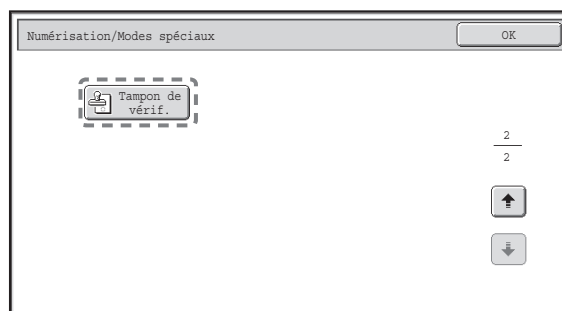 Numérisation/Modes spéciaux
OK
Tampon de
vérif.
2
2